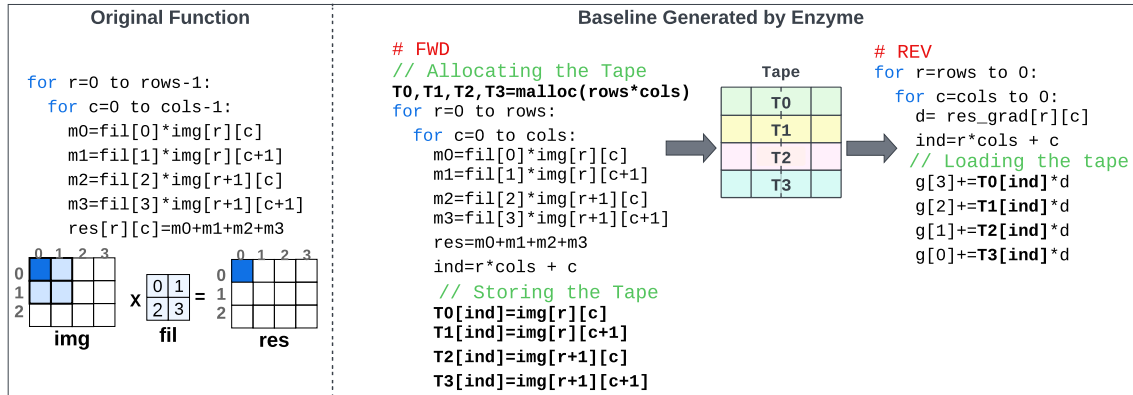 Original Function
for r=0 to rows-1:
for c=0 to cols-1:
m0=fil[0]*img[r][c]
m1=fil[1]*img[r][c+1]
m2=fil[2]*img[r+1][c]
m3=fil[3]*img[r+1][c+1]
res[r][c]=m0+m1+m2+m3
0 1 2 3
0
1
2
img
x
0 1
2 3
fil
=
0 1 2 3
0
1
2
res
Baseline Generated by Enzyme
# FWD
// Allocating the Tape
T0,T1,T2,T3=malloc(rows*cols)
for r=0 to rows:
for c=0 to cols:
m0=fil[0]*img[r][c]
m1=fil[1]*img[r][c+1]
m2=fil[2]*img[r+1][c]
m3=fil[3]*img[r+1][c+1]
res=m0+m1+m2+m3
ind=r*cols + c
// Storing the Tape
T0[ind]=img[r][c]
T1[ind]=img[r][c+1]
T2[ind]=img[r+1][c]
T3[ind]=img[r+1][c+1]
Tape
T0
T1
T2
T3
# REV
for r=rows to 0:
for c=cols to 0:
d= res_grad[r][c]
ind=r*cols + c
// Loading the tape
g[3]+=T0[ind]*d
g[2]+=T1[ind]*d
g[1]+=T2[ind]*d
g[0]+=T3[ind]*d